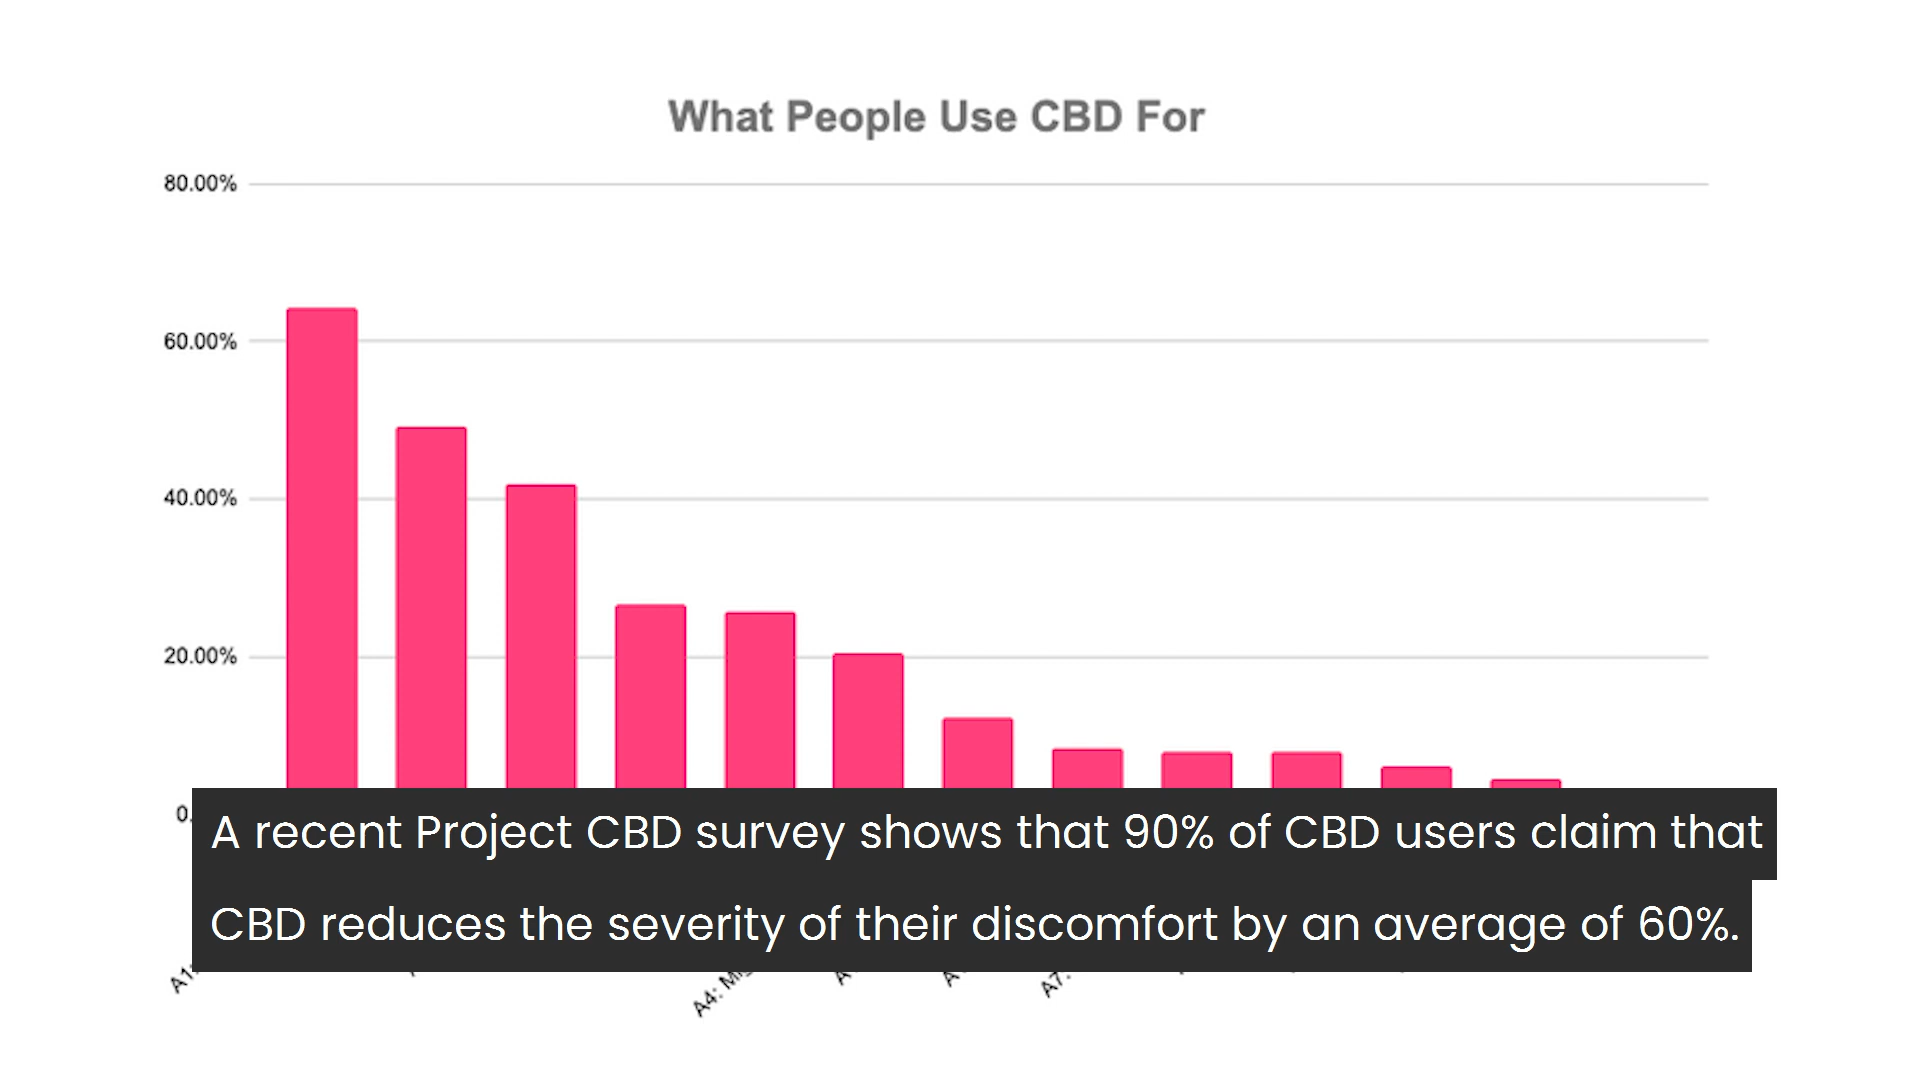 What People Use CBD For
80.00%
60.00%
40.00%
20.00%
0.
A recent Project CBD survey shows that 90% of CBD users claim that
CBD reduces the severity of their discomfort by an average of 60%.
A4:
A7: